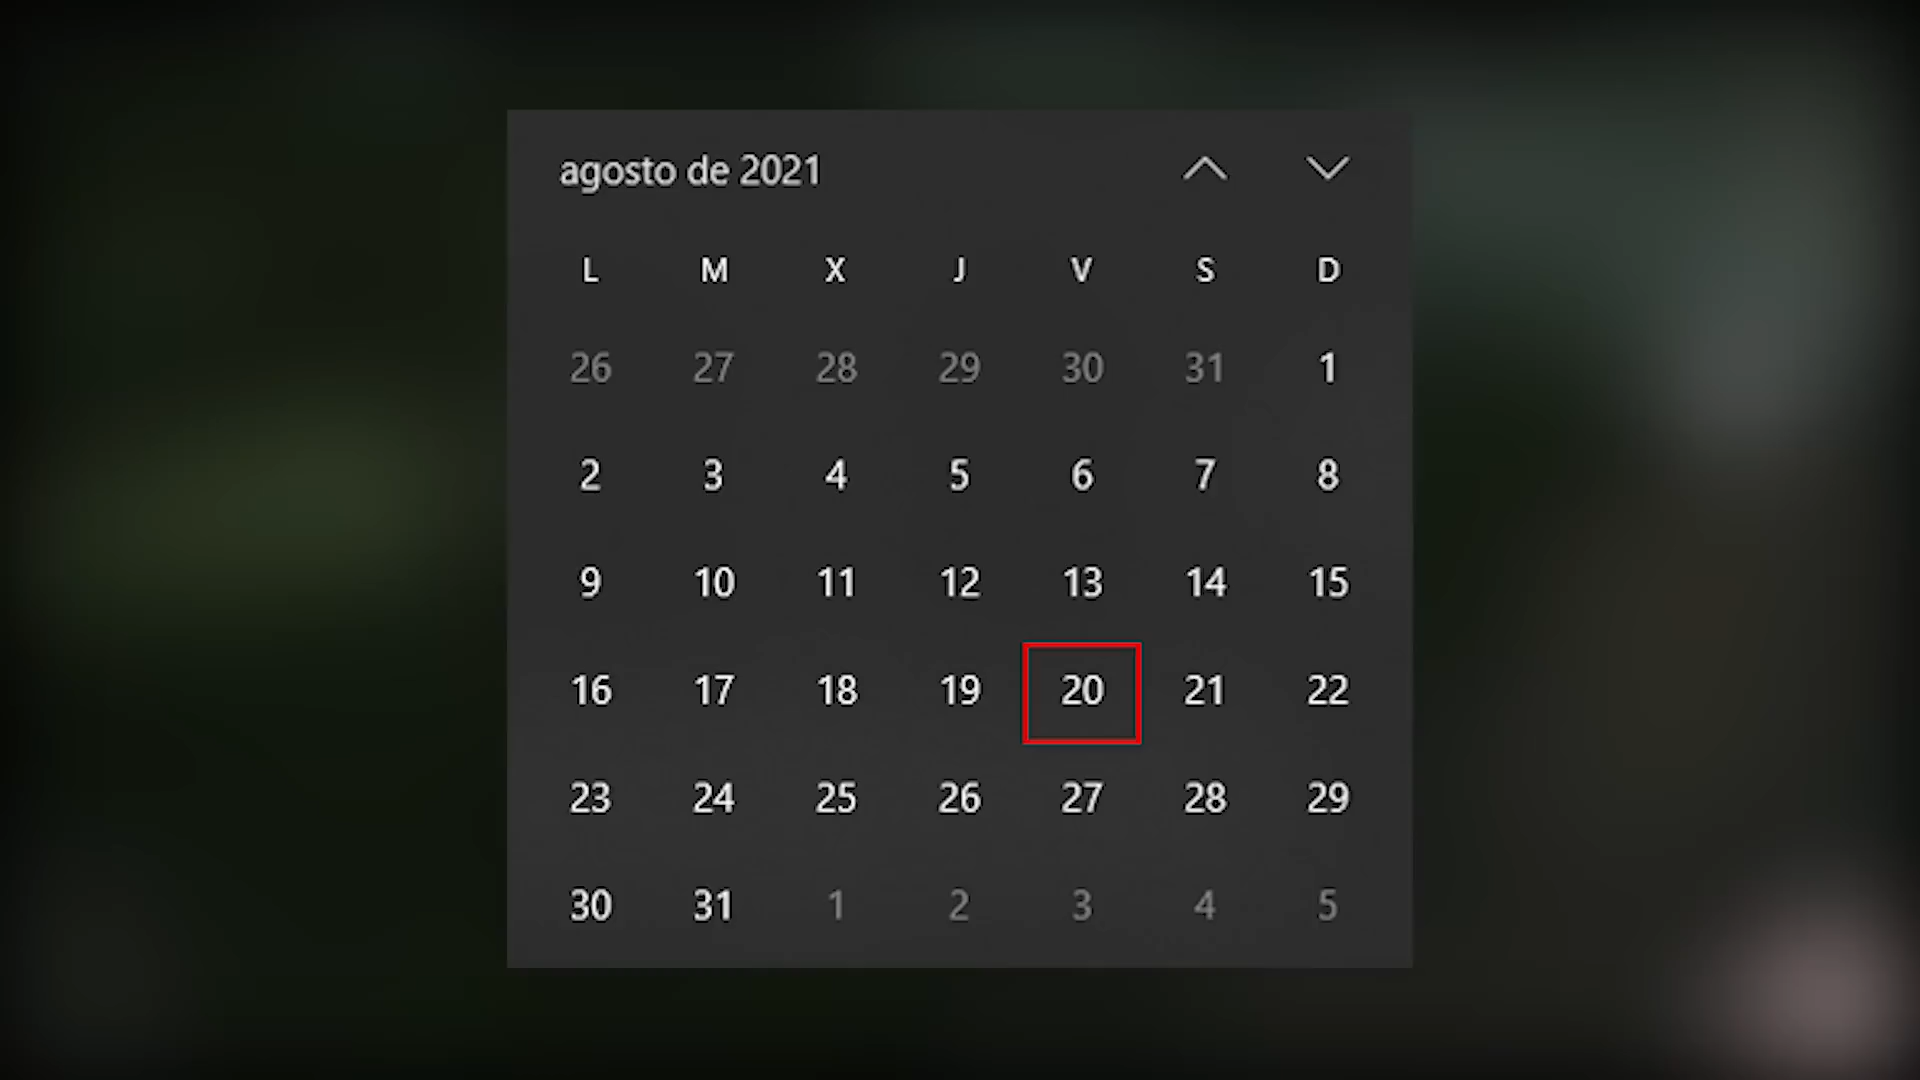 agosto de 2021
L M X J V S D
26 27 28 29 30 31 1
2 3 4 5 6 7 8
9 10 11 12 13 14 15
16 17 18 19 20 21 22
23 24 25 26 27 28 29
30 31 1 2 3 4 5